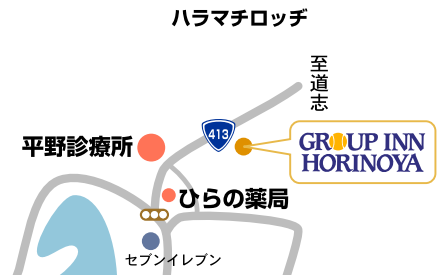 ハラマチロッヂ
至道志
413
平野診療所
GROUP INN
HORINOYA
ひらの薬局
セブンイレブン